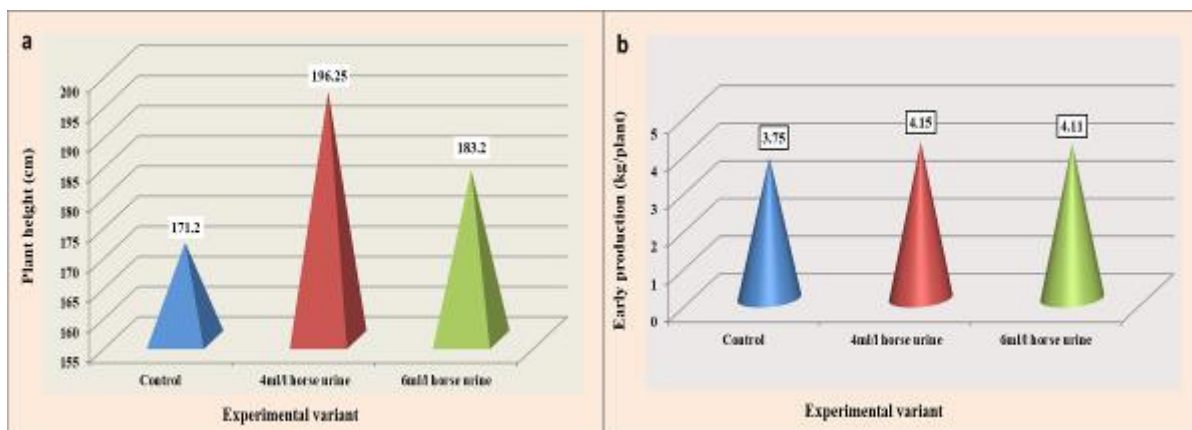 a
Plant height (cm)
200
195
190
185
180
175
170
165
160
155
171.2
196.25
183.2
Control
4ml/l horse urine
6ml/l horse urine
Experimental variant
b
Early production (kg/plant)
5
4
3
2
1
0
3.75
4.15
4.11
Control
4ml/l horse urine
6ml/l horse urine
Experimental variant